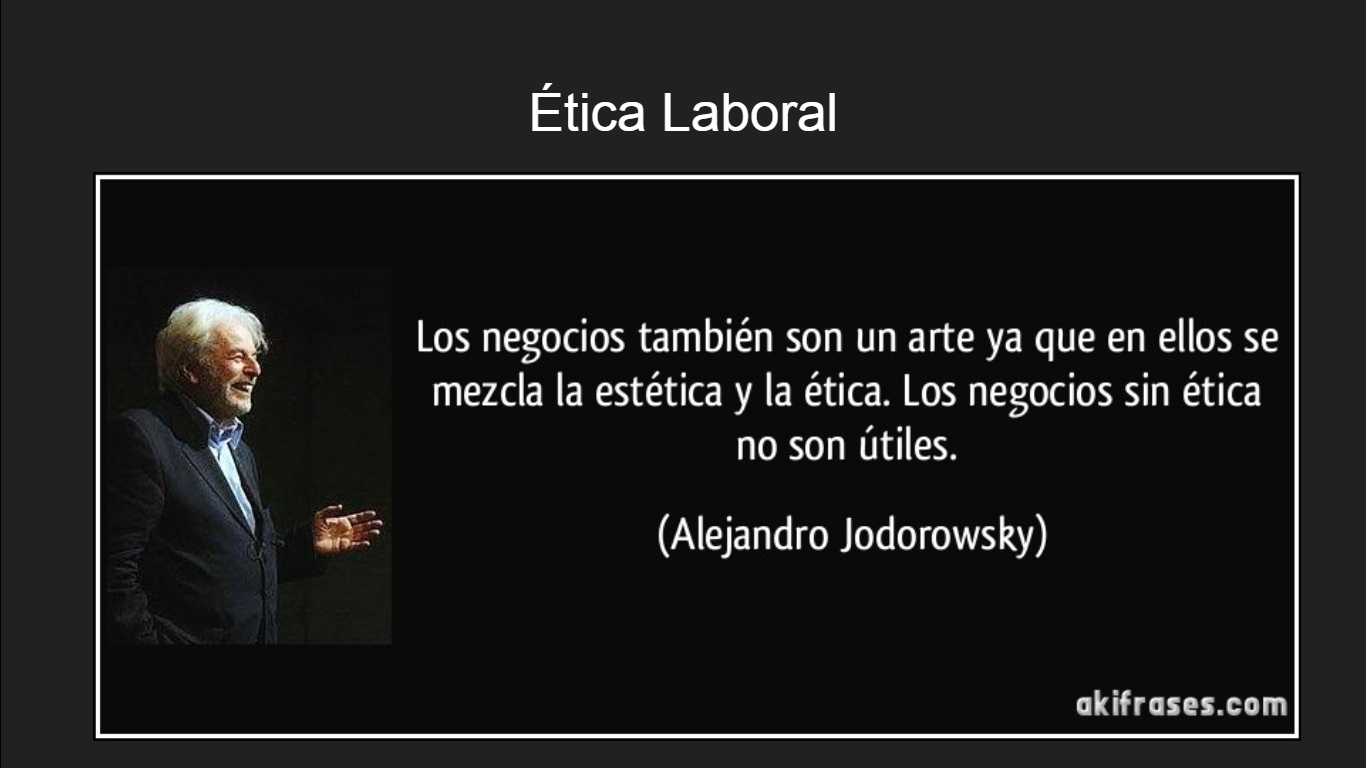 Ética Laboral
Los negocios también son un arte ya que en ellos se
mezcla la estética y la ética. Los negocios sin ética
no son útiles.
(Alejandro Jodorowsky)
akifrases.com